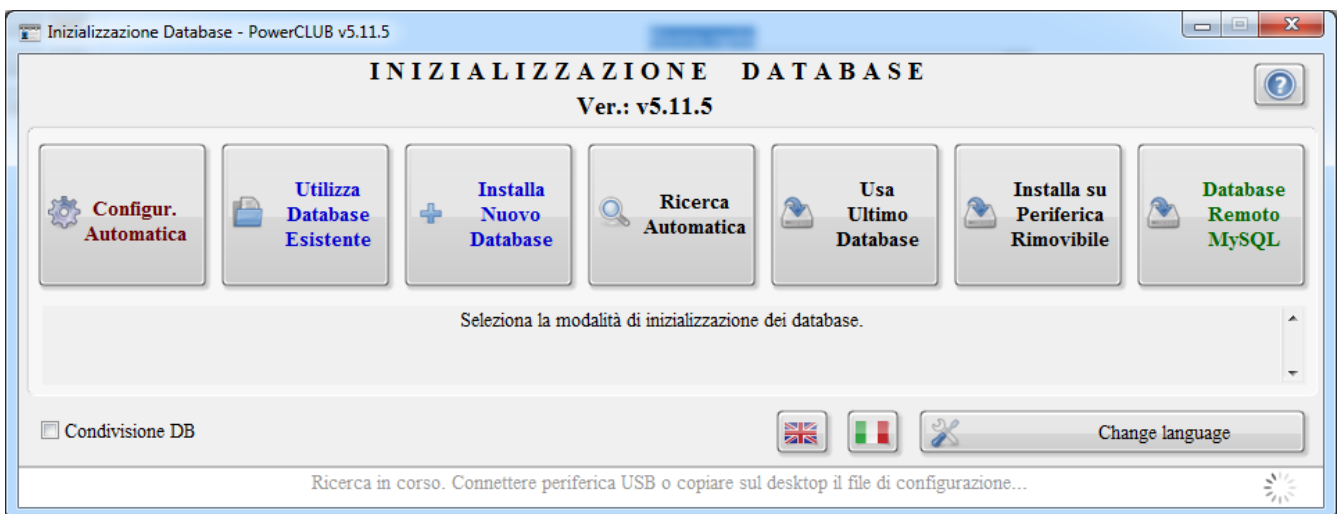 Inizializzazione Database - PowerCLUB v5.11.5
INIZIALIZZAZIONE DATABASE
Ver.: v5.11.5
Configur.
Automatica
Utilizza
Database
Esistente
Installa
Nuovo
Database
Ricerca
Automatica
Usa
Ultimo
Database
Installa su
Periferica
Rimovibile
Database
Remoto
MySQL
Seleziona la modalità di inizializzazione dei database.
Condivisione DB
Change language
Ricerca in corso. Connettere periferica USB o copiare sul desktop il file di configurazione...